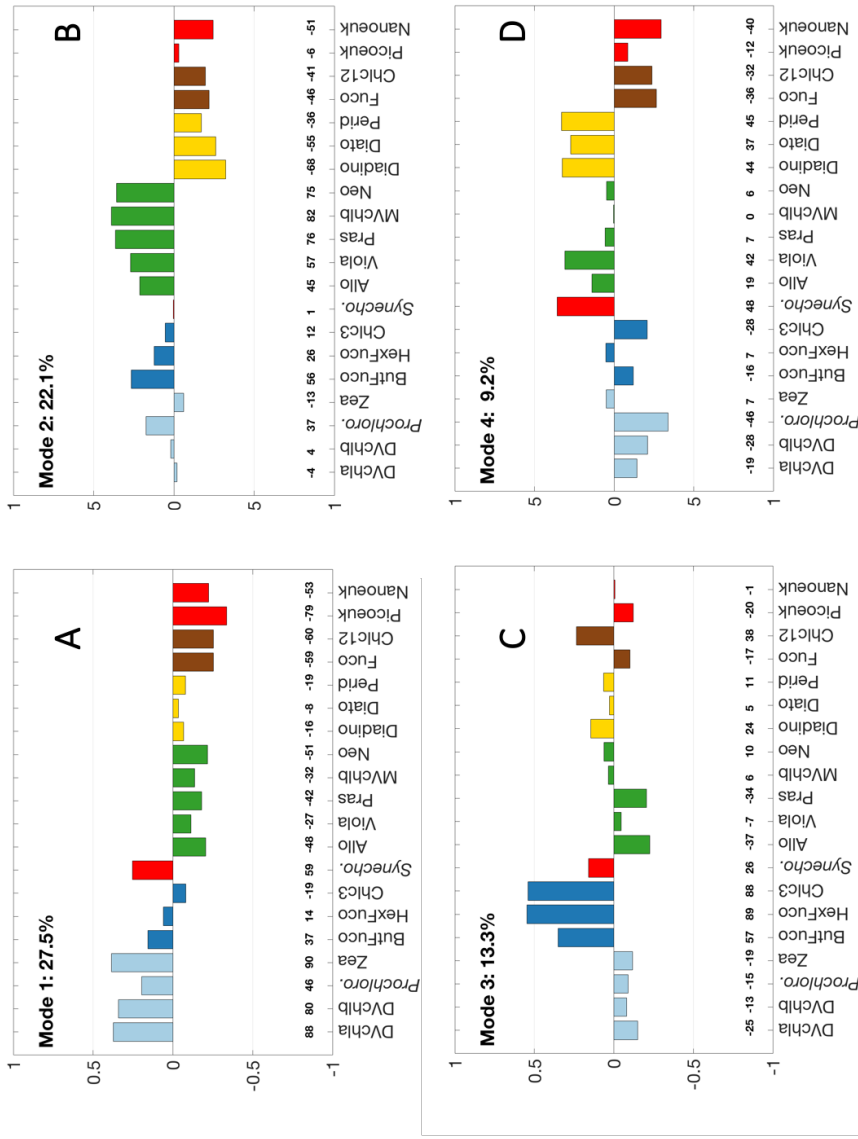 Mode 1: 27.5%
A
1
0.5
0
-0.5
-1
88 80 46 90 37 14 -19 59 -48 -27 -42 -32 -51 -16 -8 -19 -59 -60 -79 -53
DVchla DVchlb Prochloro. Zea ButFuco HexFuco Chlc3 Synecho. Allo Viola Pras MVchlb Neo Diadino Diato Perid Fuco Chlc12 Picoeuk Nanoeuk
Mode 2: 22.1%
B
1
5
0
5
1
-4 4 37 -13 56 26 12 1 45 57 76 82 75 -68 -55 -36 -46 -41 -6 -51
DVchla DVchlb Prochloro. Zea ButFuco HexFuco Chlc3 Synecho. Allo Viola Pras MVchlb Neo Diadino Diato Perid Fuco Chlc12 Picoeuk Nanoeuk
Mode 3: 13.3%
C
1
0.5
0
-0.5
-1
-25 -13 -15 -19 57 89 88 26 -37 -7 -34 6 10 24 5 11 -17 38 -20 -1
DVchla DVchlb Prochloro. Zea ButFuco HexFuco Chlc3 Synecho. Allo Viola Pras MVchlb Neo Diadino Diato Perid Fuco Chlc12 Picoeuk Nanoeuk
Mode 4: 9.2%
D
1
5
0
5
1
-19 -28 -46 7 -16 7 -28 48 19 42 7 0 6 44 37 45 -36 -32 -12 -40
DVchla DVchlb Prochloro. Zea ButFuco HexFuco Chlc3 Synecho. Allo Viola Pras MVchlb Neo Diadino Diato Perid Fuco Chlc12 Picoeuk Nanoeuk